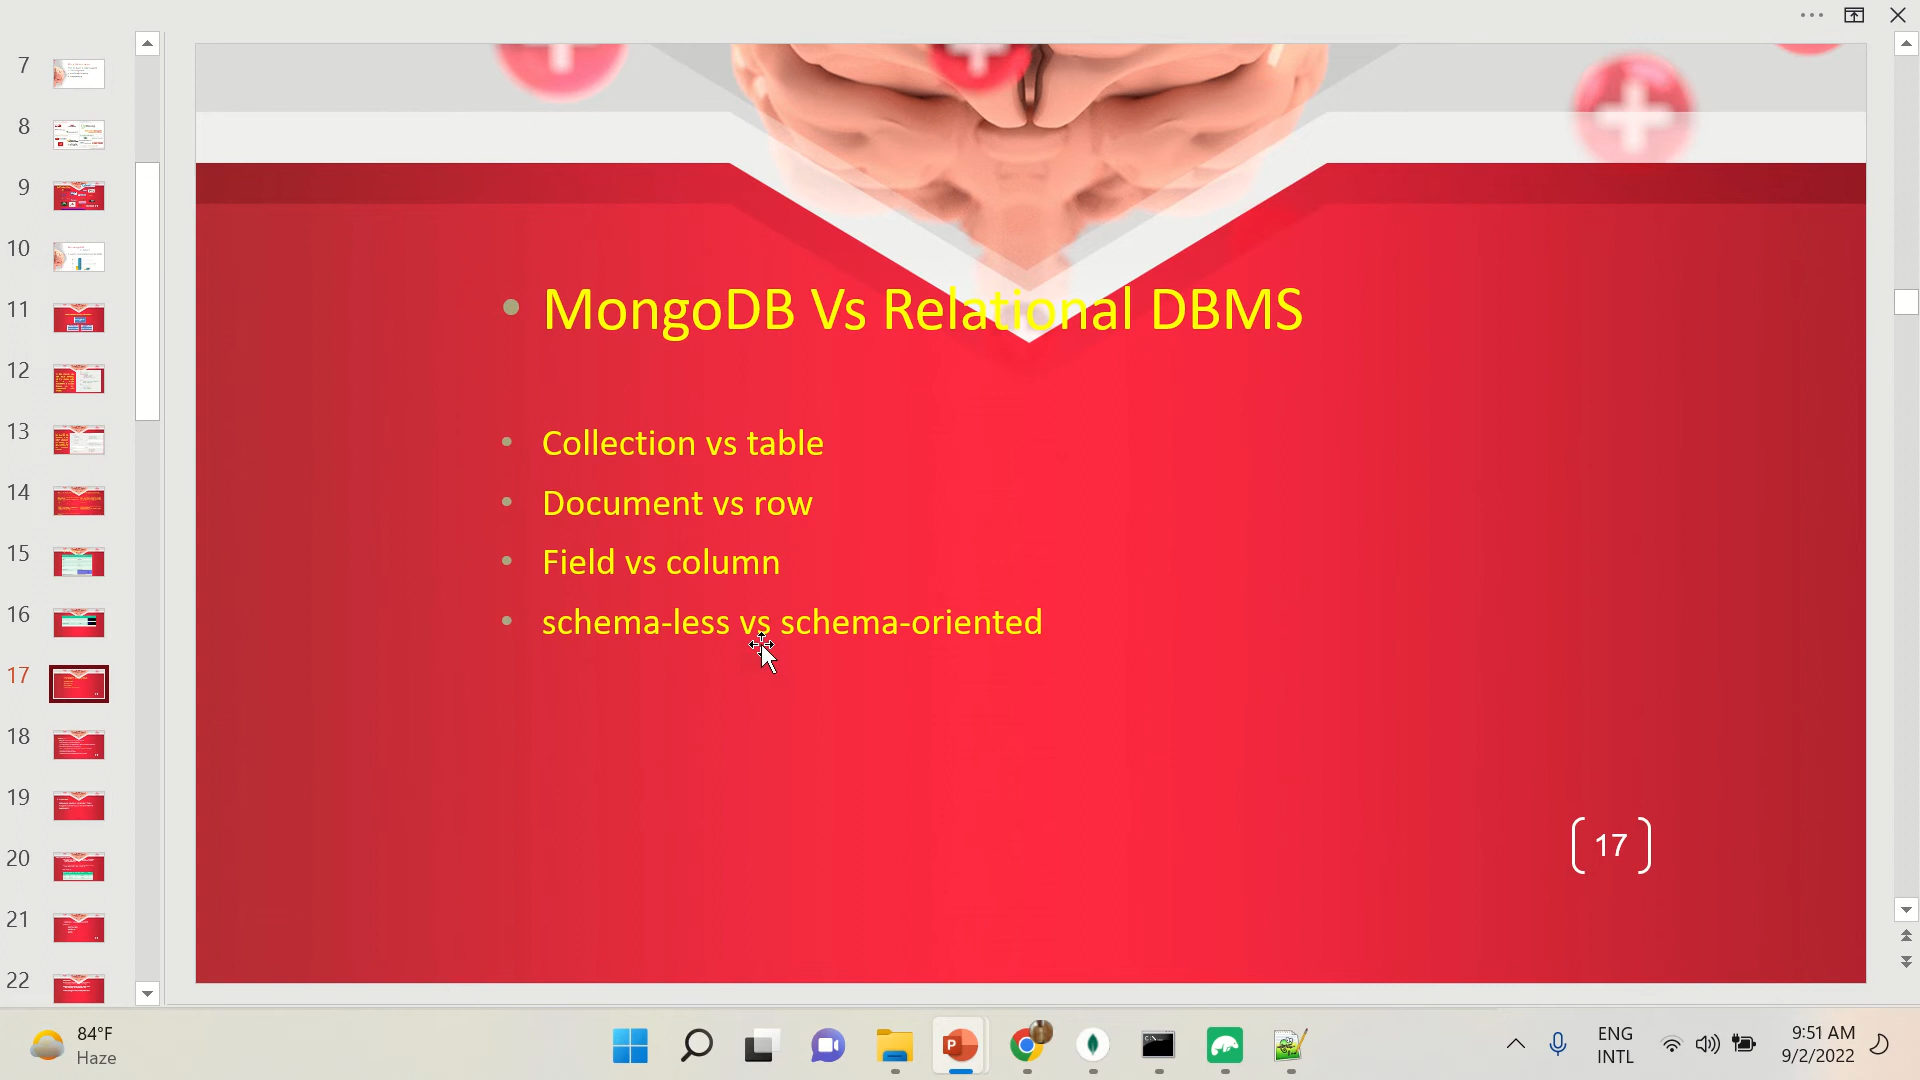 7
8
9
10
11
12
13
14
15
16
17
18
19
20
21
22
MongoDB Vs Relational DBMS
Collection vs table
Document vs row
Field vs column
schema-less vs schema-oriented
17
84°F
Haze
ENG
INTL
9:51 AM
9/2/2022